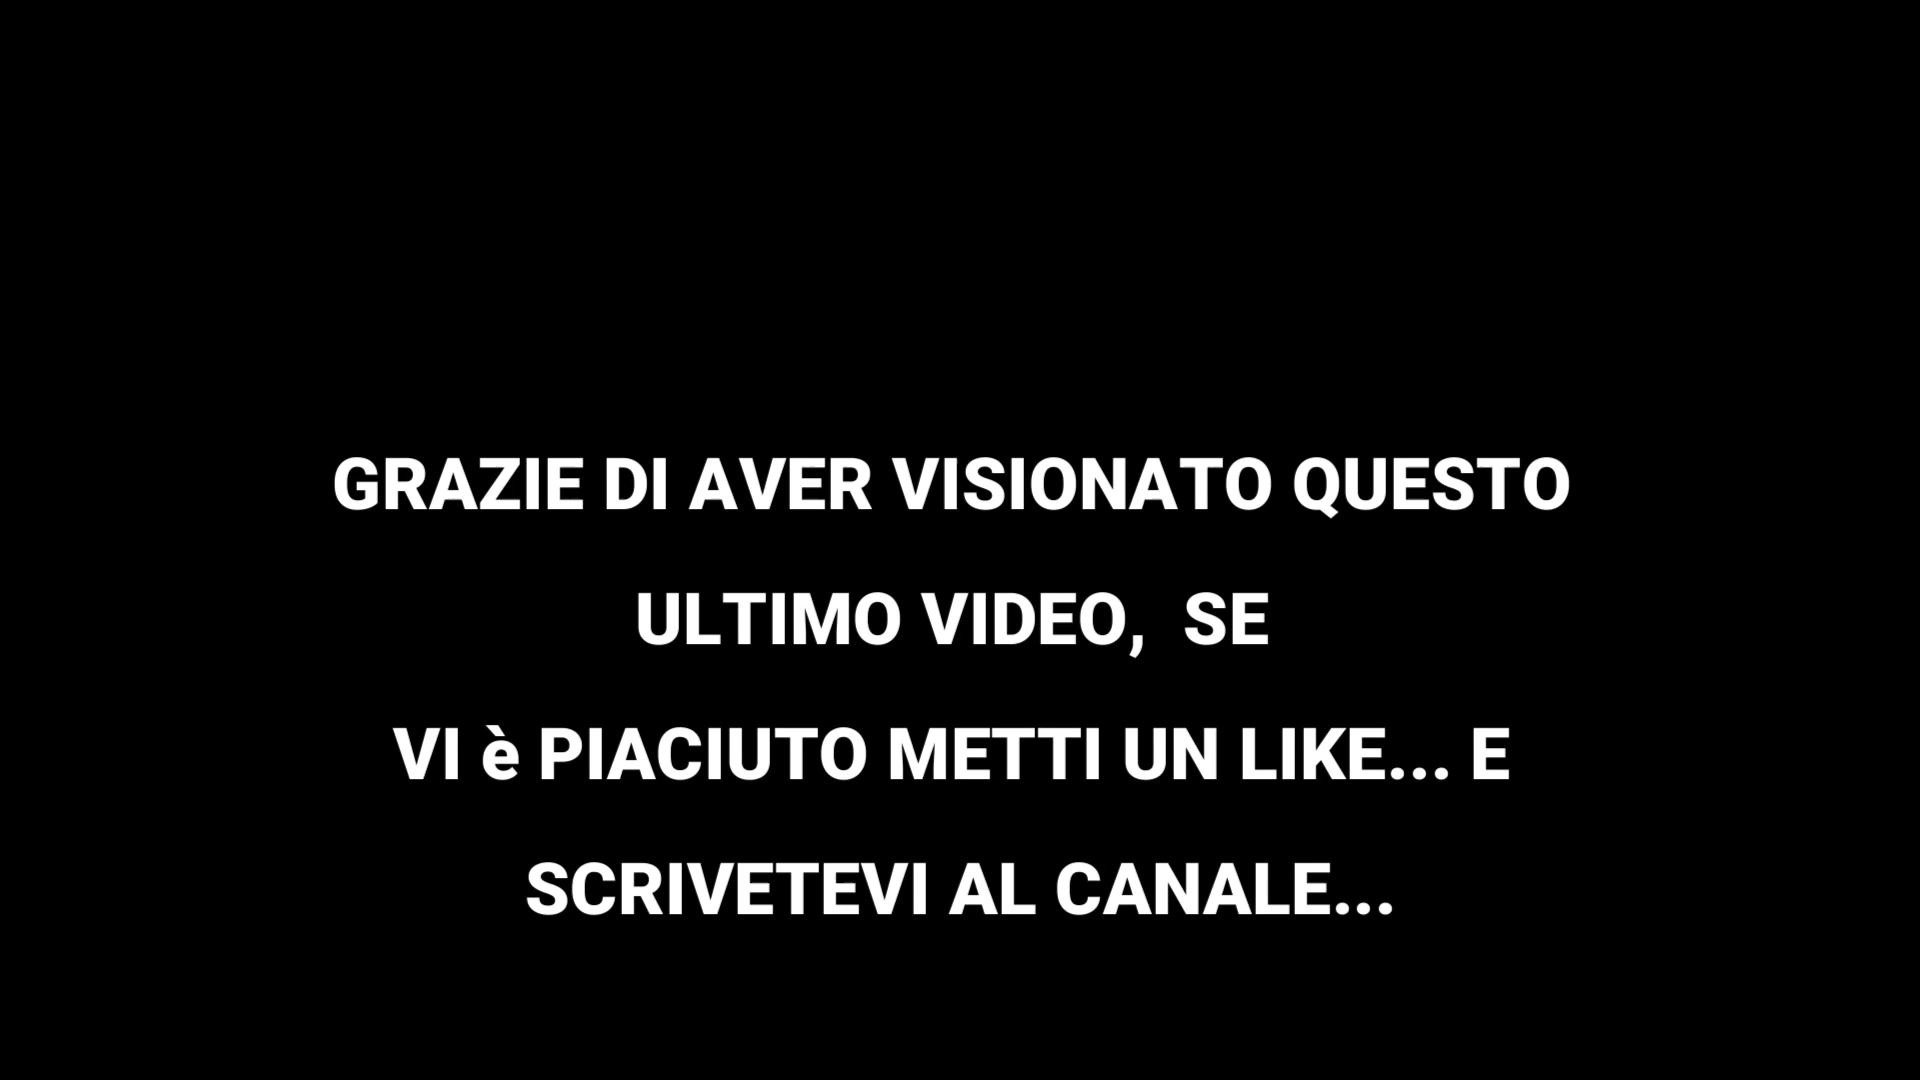 GRAZIE DI AVER VISIONATO QUESTO
ULTIMO VIDEO,  SE
VI è PIACIUTO METTI UN LIKE... E
SCRIVETEVI AL CANALE...